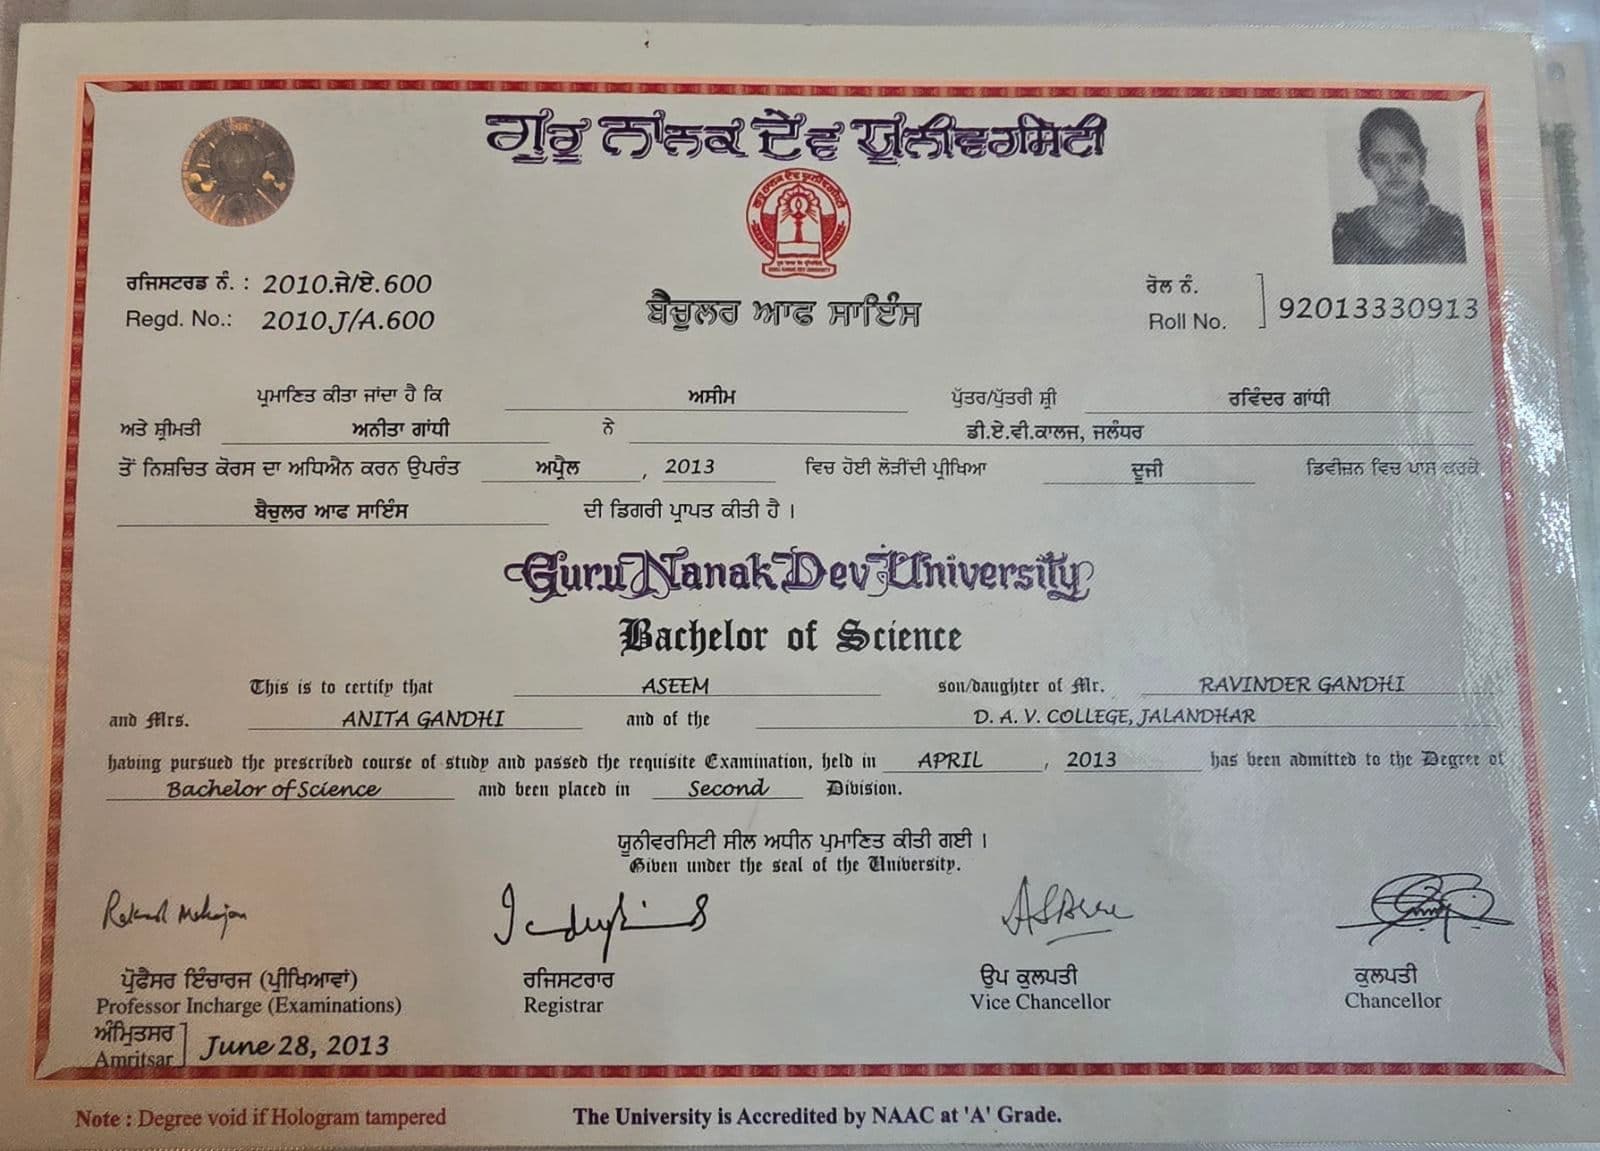 ਗੁਰੂ ਨਾਨਕ ਦੇਵ ਯੂਨੀਵਰਸਿਟੀ
ਰਜਿਸਟਰਡ ਨੰ. : 2010.ਜੇ/ਏ.600
Regd. No.: 2010.J/A.600
ਬੈਚੁਲਰ ਆਫ ਸਾਇੰਸ
ਰੋਲ ਨੰ.
Roll No. 92013330913
ਪ੍ਰਮਾਣਿਤ ਕੀਤਾ ਜਾਂਦਾ ਹੈ ਕਿ ਅਸੀਮ ਪੁੱਤਰ/ਪੁੱਤਰੀ ਸ੍ਰੀ ਰਵਿੰਦਰ ਗਾਂਧੀ
ਅਤੇ ਸ਼੍ਰੀਮਤੀ ਅਨੀਤਾ ਗਾਂਧੀ ਨੇ ਡੀ.ਏ.ਵੀ.ਕਾਲਜ, ਜਲੰਧਰ
ਤੋਂ ਨਿਸ਼ਚਿਤ ਕੋਰਸ ਦਾ ਅਧਿਐਨ ਕਰਨ ਉਪਰੰਤ ਅਪ੍ਰੈਲ , 2013 ਵਿਚ ਹੋਈ ਲੋੜੀਂਦੀ ਪ੍ਰੀਖਿਆ ਦੂਜੀ ਡਿਵੀਜ਼ਨ ਵਿਚ ਪਾਸ ਕਰਕੇ
ਬੈਚੁਲਰ ਆਫ ਸਾਇੰਸ ਦੀ ਡਿਗਰੀ ਪ੍ਰਾਪਤ ਕੀਤੀ ਹੈ ।
Guru Nanak Dev University
Bachelor of Science
This is to certify that ASEEM son/daughter of Mr. RAVINDER GANDHI
and Mrs. ANITA GANDHI and of the D. A. V. COLLEGE, JALANDHAR
having pursued the prescribed course of study and passed the requisite Examination, held in APRIL , 2013 has been admitted to the Degree of
Bachelor of Science and been placed in Second Division.
ਯੂਨੀਵਰਸਿਟੀ ਸੀਲ ਅਧੀਨ ਪ੍ਰਮਾਣਿਤ ਕੀਤੀ ਗਈ ।
Given under the seal of the University.
ਪ੍ਰੋਫੈਸਰ ਇੰਚਾਰਜ (ਪ੍ਰੀਖਿਆਵਾਂ) ਰਜਿਸਟਰਾਰ ਉਪ ਕੁਲਪਤੀ ਕੁਲਪਤੀ
Professor Incharge (Examinations) Registrar Vice Chancellor Chancellor
ਅੰਮ੍ਰਿਤਸਰ
Amritsar June 28, 2013
Note : Degree void if Hologram tampered The University is Accredited by NAAC at 'A' Grade.